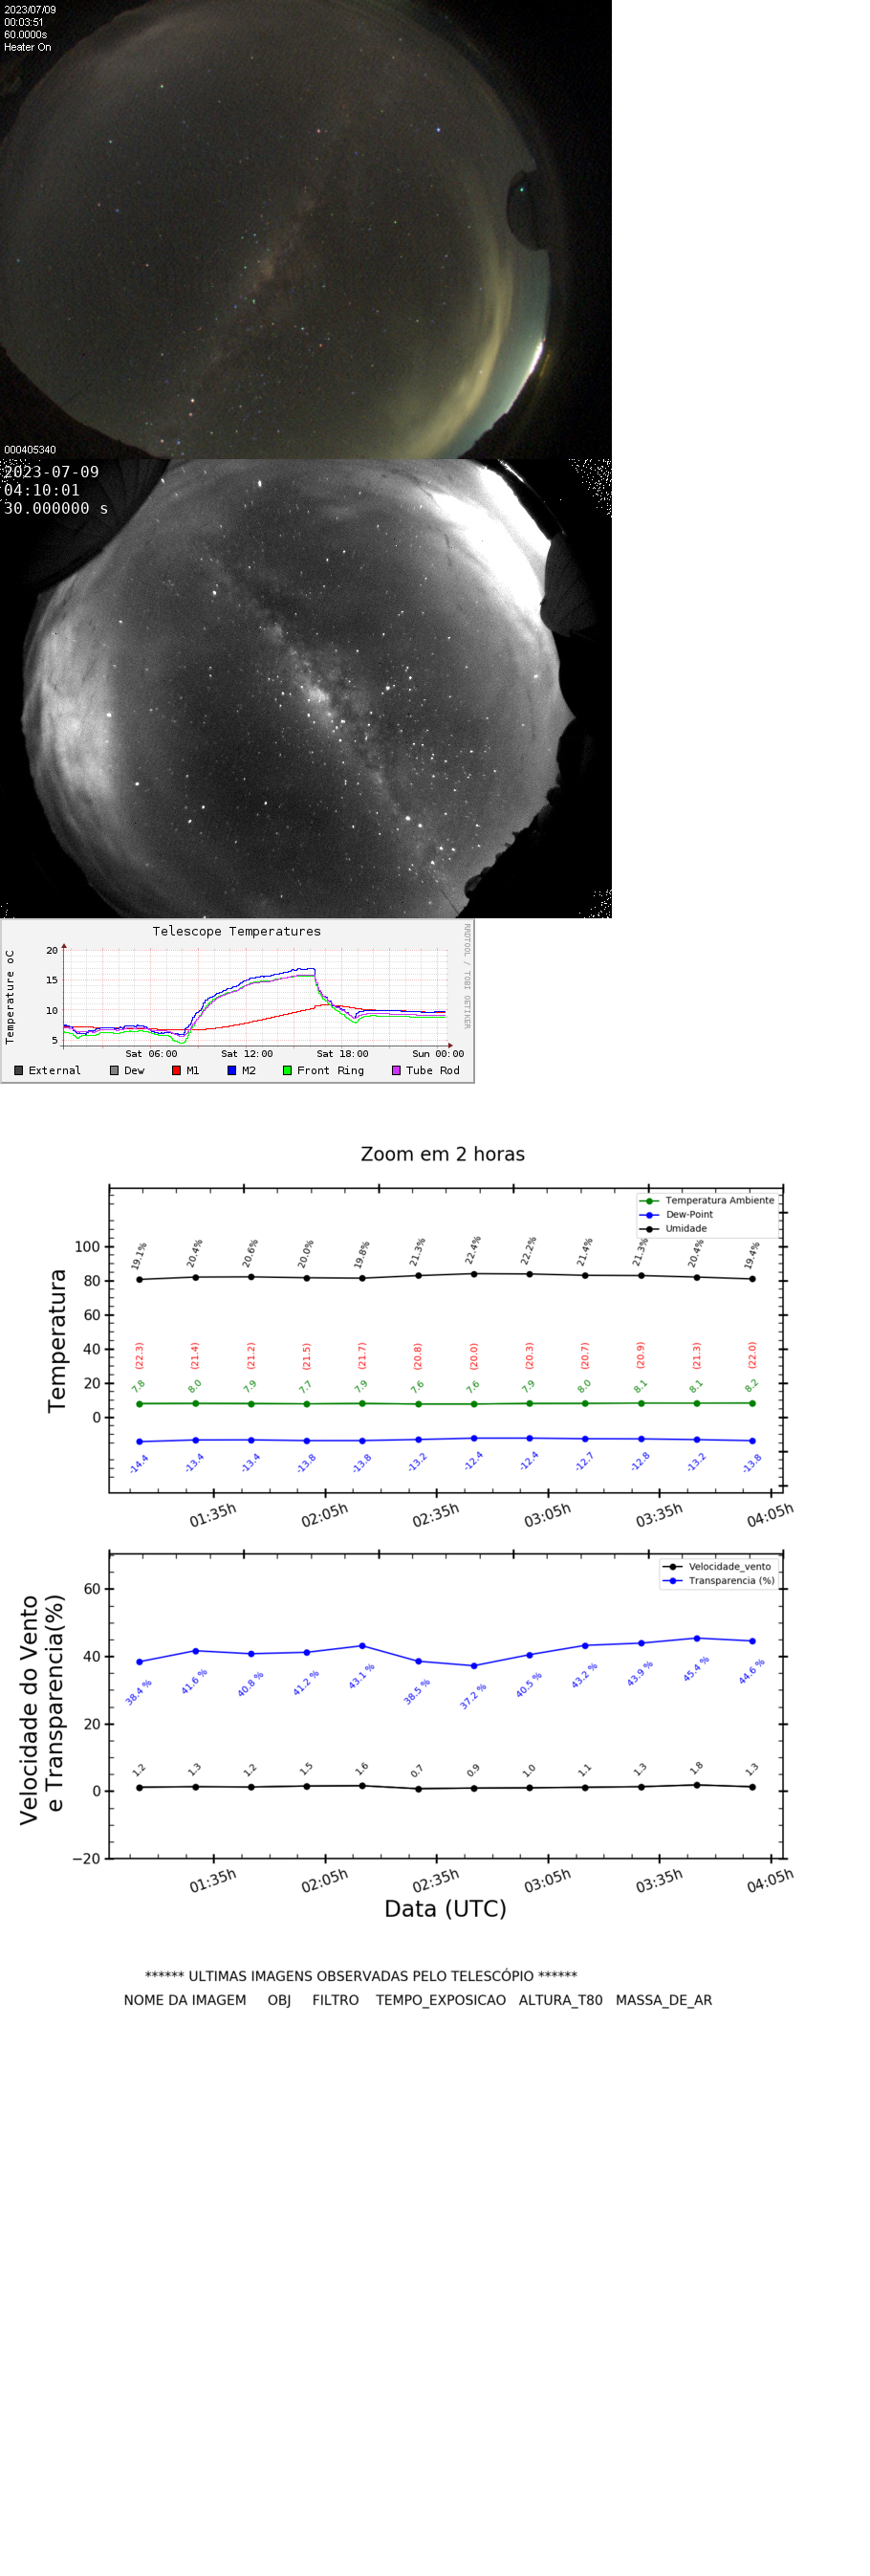 2023/07/09
00:03:51
60.0000s
Heater On
000405340
2023-07-09
04:10:01
30.000000 s
Telescope Temperatures
RRDTOOL / TOBI OETIKER
Temperature oC
20
15
10
5
Sat 06:00 Sat 12:00 Sat 18:00 Sun 00:00
External Dew M1 M2 Front Ring Tube Rod
Zoom em 2 horas
Temperatura Ambiente
Dew-Point
Umidade
Temperatura
100
80
60
40
20
0
19.1% 20.4% 20.6% 20.0% 19.8% 21.3% 22.4% 22.2% 21.4% 21.3% 20.4% 19.4%
(22.3) (21.4) (21.2) (21.5) (21.7) (20.8) (20.0) (20.3) (20.7) (20.9) (21.3) (22.0)
7.8 8.0 7.9 7.7 7.9 7.6 7.6 7.9 8.0 8.1 8.1 8.2
-14.4 -13.4 -13.4 -13.8 -13.8 -13.2 -12.4 -12.4 -12.7 -12.8 -13.2 -13.8
01:35h 02:05h 02:35h 03:05h 03:35h 04:05h
Velocidade_vento
Transparencia (%)
Velocidade do Vento
e Transparencia(%)
60
40
20
0
−20
38.4 % 41.6 % 40.8 % 41.2 % 43.1 % 38.5 % 37.2 % 40.5 % 43.2 % 43.9 % 45.4 % 44.6 %
1.2 1.3 1.2 1.5 1.6 0.7 0.9 1.0 1.1 1.3 1.8 1.3
01:35h 02:05h 02:35h 03:05h 03:35h 04:05h
Data (UTC)
****** ULTIMAS IMAGENS OBSERVADAS PELO TELESCÓPIO ******
NOME DA IMAGEM OBJ FILTRO TEMPO_EXPOSICAO ALTURA_T80 MASSA_DE_AR